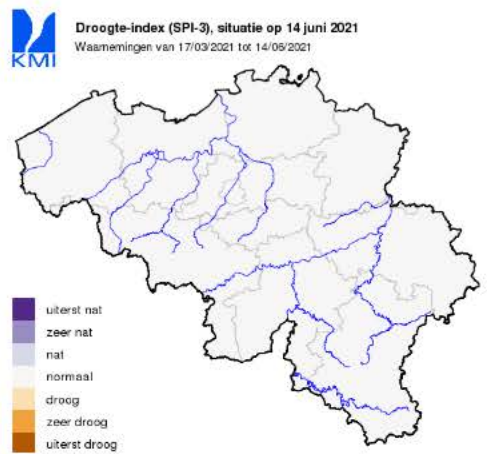 Droogte-index (SPI-3), situatie op 14 juni 2021
Waarnemingen van 17/03/2021 tot 14/06/2021
KMI
uiterst nat
zeer nat
nat
normaal
droog
zeer droog
uiterst droog